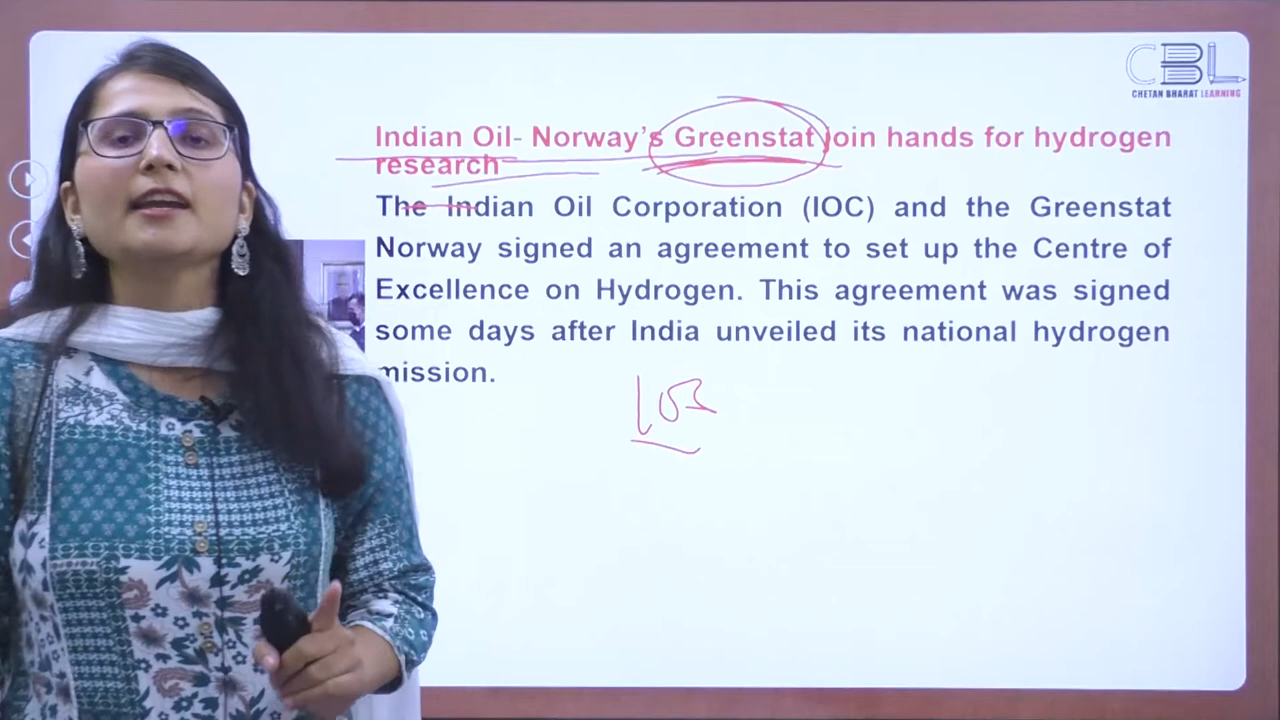 CBL
CHETAN BHARAT LEARNING
Indian Oil- Norway's Greenstat join hands for hydrogen
research
The Indian Oil Corporation (IOC) and the Greenstat
Norway signed an agreement to set up the Centre of
Excellence on Hydrogen. This agreement was signed
some days after India unveiled its national hydrogen
mission.